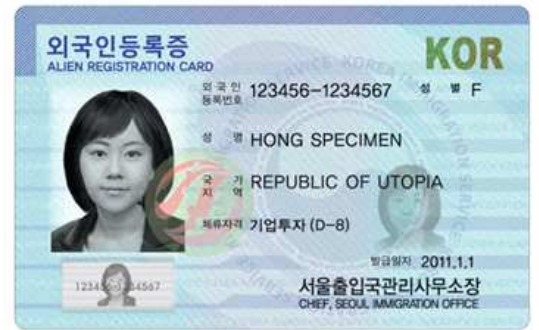 외국인등록증
KOR
ALIEN REGISTRATION CARD
외국인 등록번호 123456-1234567 성별 F
성명 HONG SPECIMEN
국가 지역 REPUBLIC OF UTOPIA
체류자격 기업투자 (D-8)
발급일자 2011.1.1
123456-1234567
서울출입국관리사무소장
CHIEF, SEOUL IMMIGRATION OFFICE